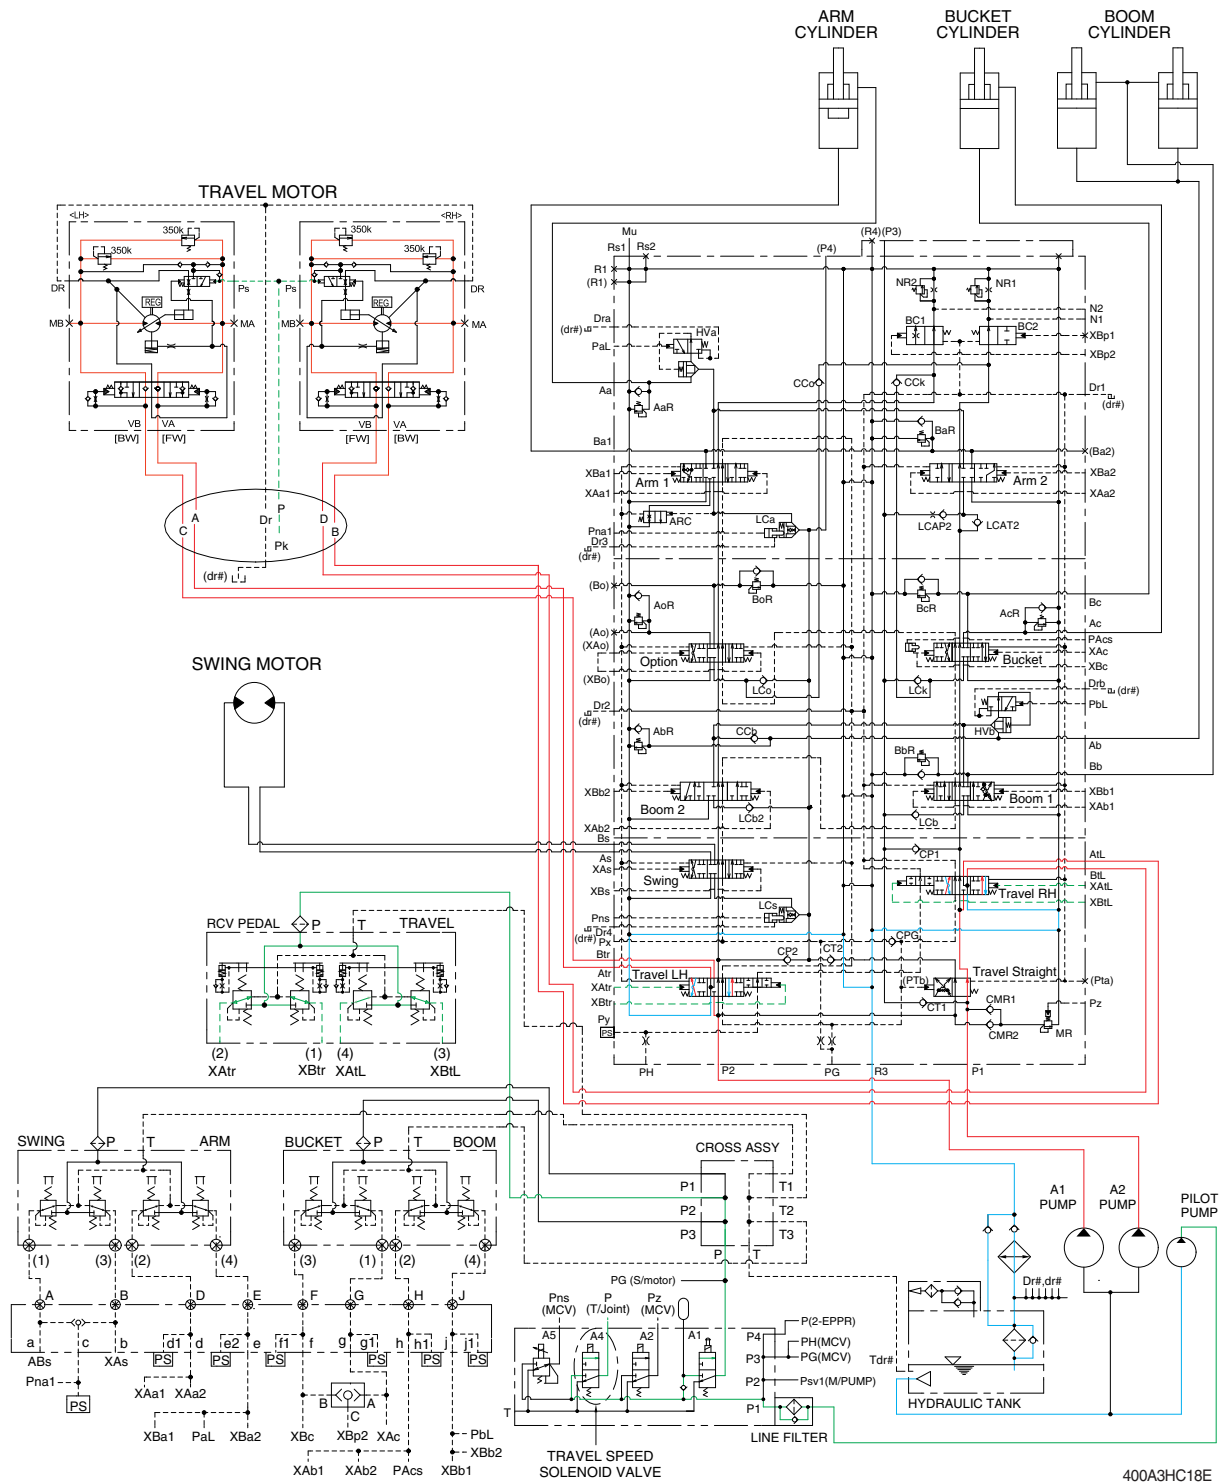 ARM
CYLINDER
BUCKET
CYLINDER
BOOM
CYLINDER
TRAVEL MOTOR
<LH>
<RH>
350k
350k
350k
350k
DR
Ps
Ps
DR
REG
REG
MB
MA
MB
MA
VB
VA
[BW]
[FW]
VB
VA
[FW]
[BW]
C
A
Dr
P
Pk
D
B
(dr#)
Mu
Rs1
Rs2
(P4)
(R4)(P3)
R1
(R1)
NR2
NR1
N2
N1
Dra
(dr#)
PaL
HVa
BC1
BC2
XBp1
XBp2
CCo
CCk
Dr1
(dr#)
Aa
AaR
BaR
Ba1
(Ba2)
XBa1
XAa1
Arm 1
Arm 2
XBa2
XAa2
ARC
LCa
LCAP2
LCAT2
Pna1
Dr3
(dr#)
(Bo)
BoR
BcR
Bc
AoR
AcR
Ac
(Ao)
(XAo)
Option
(XBo)
LCo
PAcs
XAc
XBc
Bucket
LCk
Drb
(dr#)
PbL
HVb
Dr2
(dr#)
AbR
CCb
Ab
BbR
Bb
XBb2
Boom 2
LCb2
XAb2
XBb1
XAb1
Boom 1
LCb
Bs
As
XAs
Swing
XBs
CP1
AtL
BtL
XAtL
XBtL
Travel RH
Pns
LCs
Dr4
(dr#)
Px
Btr
CPG
CP2
CT2
Atr
XAtr
XBtr
Travel LH
(PTb)
Travel Straight
(Pta)
CT1
CMR1
CMR2
MR
Pz
Py
PS
PH
P2
PG
R3
P1
SWING MOTOR
RCV PEDAL
P
T
TRAVEL
(2)
(1)
(4)
(3)
XAtr
XBtr
XAtL
XBtL
SWING
P
T
ARM
BUCKET
P
T
BOOM
(1)
(3)
(2)
(4)
(3)
(1)
(2)
(4)
A
B
D
E
F
G
H
J
a
c
b
d1
d
e2
e
f1
f
g
g1
h
h1
j
j1
ABs
XAs
PS
PS
PS
PS
PS
PS
Pna1
PS
XAa1
XAa2
XBa1
PaL
XBa2
B
A
C
XBc
XBp2
XAc
XAb1
XAb2
PAcs
PbL
XBb2
XBb1
CROSS ASSY
P1
T1
P2
T2
P3
T3
P
T
PG (S/motor)
Pns
(MCV)
P
(T/Joint)
Pz
(MCV)
A5
A4
A2
A1
P4
P3
P2
P1
T
P(2-EPPR)
PH(MCV)
PG(MCV)
Psv1(M/PUMP)
LINE FILTER
TRAVEL SPEED
SOLENOID VALVE
A1
PUMP
A2
PUMP
PILOT
PUMP
Dr#,dr#
Tdr#
HYDRAULIC TANK
400A3HC18E